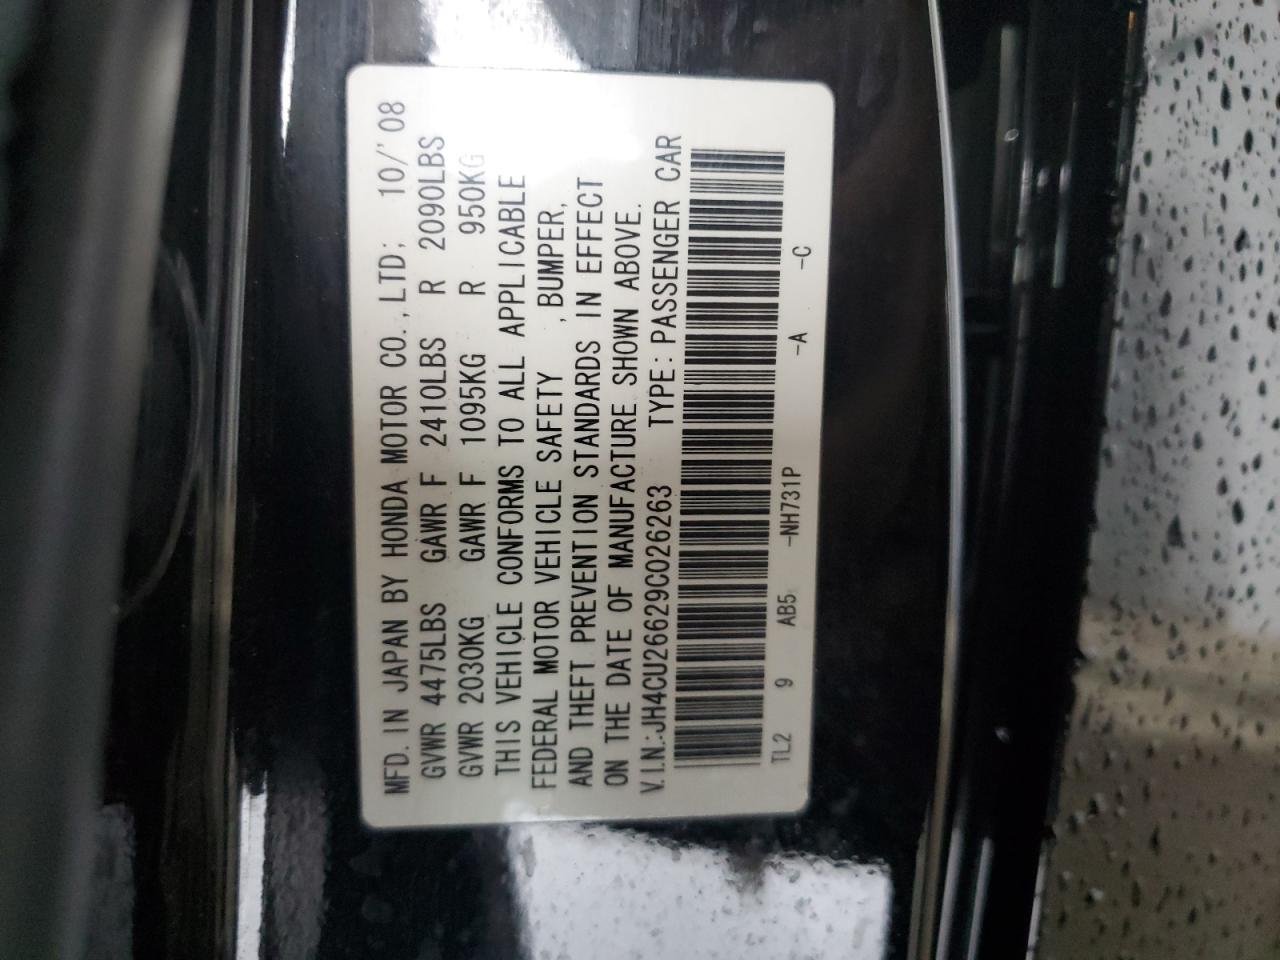 MFD. IN JAPAN BY HONDA MOTOR CO.,LTD; 10/'08
GVWR 4475LBS GAWR F 2410LBS R 2090LBS
GVWR 2030KG GAWR F 1095KG R 950KG
THIS VEHICLE CONFORMS TO ALL APPLICABLE
FEDERAL MOTOR VEHICLE SAFETY ,BUMPER,
AND THEFT PREVENTION STANDARDS IN EFFECT
ON THE DATE OF MANUFACTURE SHOWN ABOVE.
V.I.N.:JH4CU26629C026263 TYPE:PASSENGER CAR
TL2 9 AB5 -NH731P -A -C